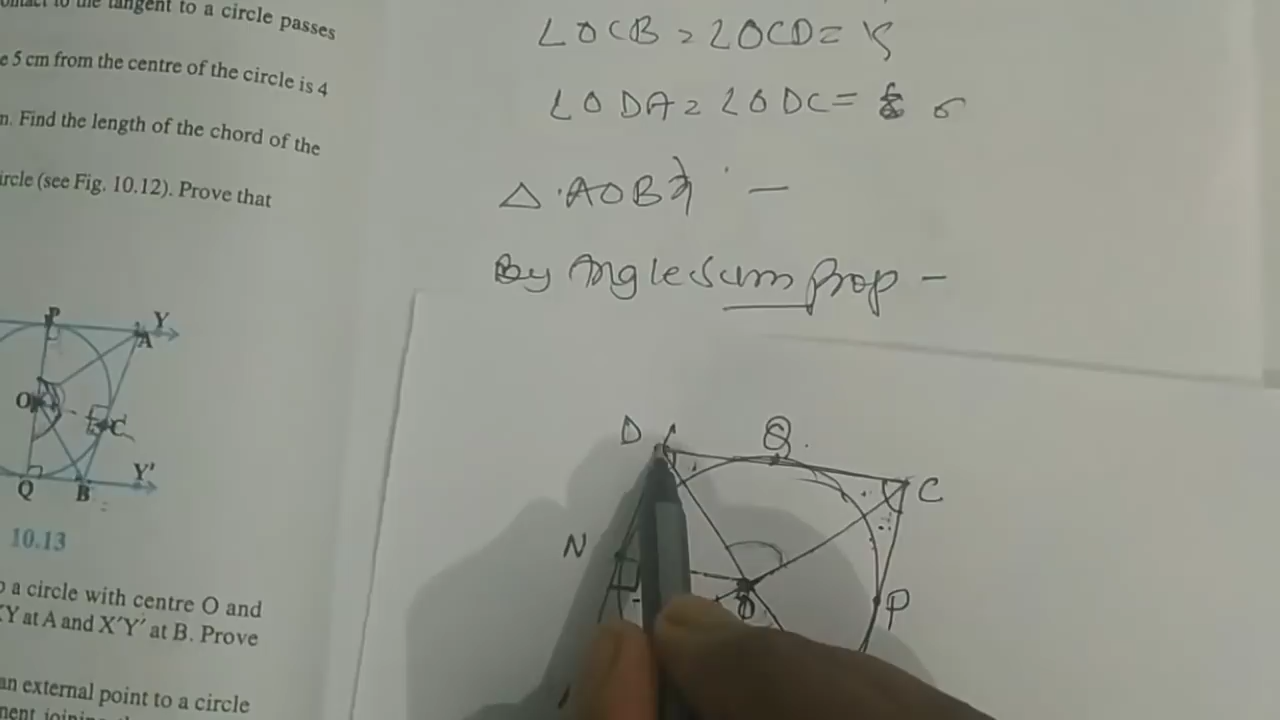 contact to the tangent to a circle passes
e 5 cm from the centre of the circle is 4
m. Find the length of the chord of the
ircle (see Fig. 10.12). Prove that
P
Y
A
O
C
Q
B
Y'
10.13
o a circle with centre O and
XY at A and X'Y' at B. Prove
an external point to a circle
∠OCB = ∠OCD = 5
∠ODA = ∠ODC = 6
Δ AOB में —
By Angle Sum Prop —
D
Q.
C
N
O
P